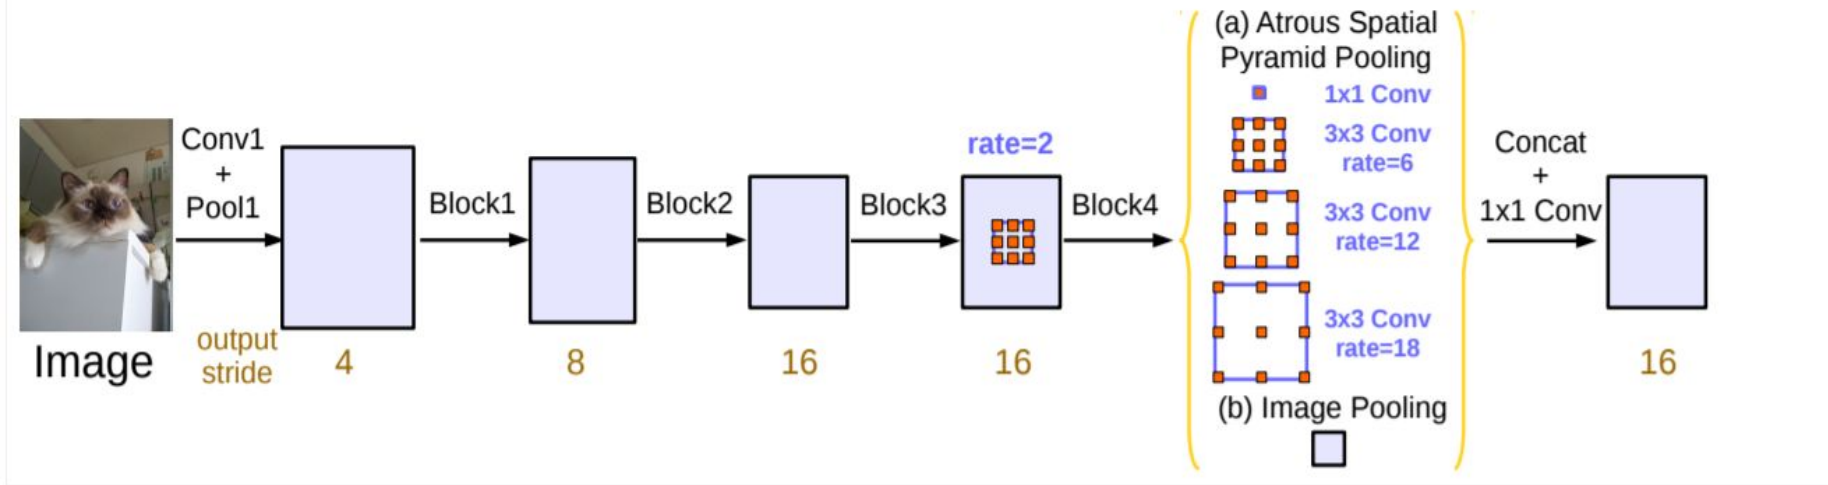 Image
Conv1
+
Pool1
output
stride
4
Block1
8
Block2
16
Block3
rate=2
16
Block4
(a) Atrous Spatial
Pyramid Pooling
1x1 Conv
3x3 Conv
rate=6
3x3 Conv
rate=12
3x3 Conv
rate=18
(b) Image Pooling
Concat
+
1x1 Conv
16